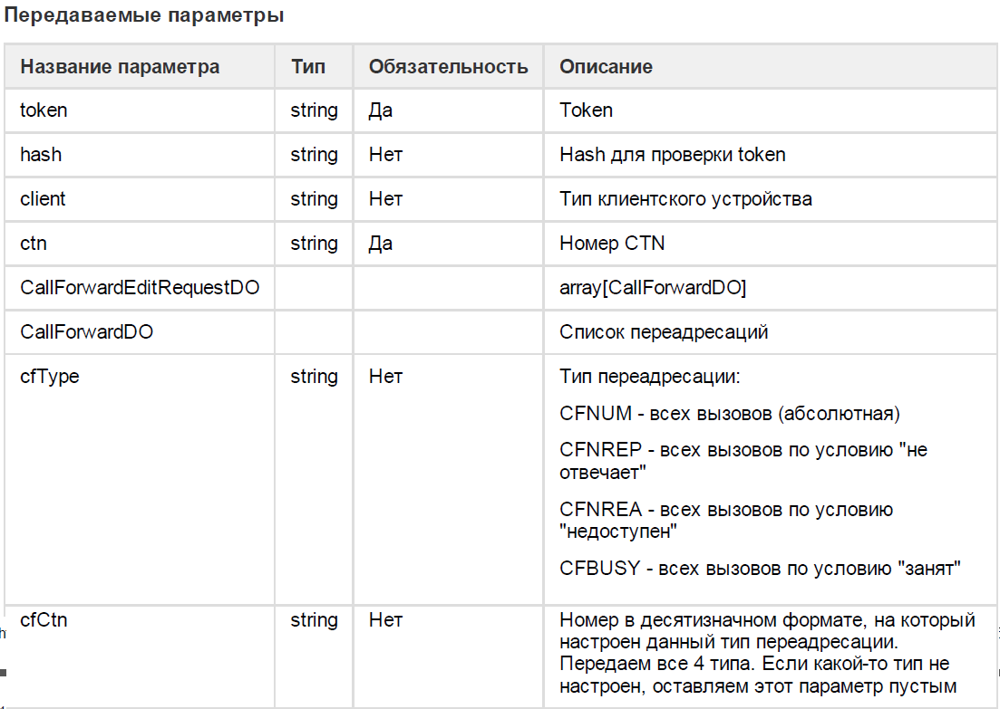 Передаваемые параметры
Название параметра Тип Обязательность Описание
token string Да Token
hash string Нет Hash для проверки token
client string Нет Тип клиентского устройства
ctn string Да Номер CTN
CallForwardEditRequestDO array[CallForwardDO]
CallForwardDO Список переадресаций
cfType string Нет Тип переадресации:
CFNUM - всех вызовов (абсолютная)
CFNREP - всех вызовов по условию "не
отвечает"
CFNREA - всех вызовов по условию
"недоступен"
CFBUSY - всех вызовов по условию "занят"
cfCtn string Нет Номер в десятизначном формате, на который
настроен данный тип переадресации.
Передаем все 4 типа. Если какой-то тип не
настроен, оставляем этот параметр пустым